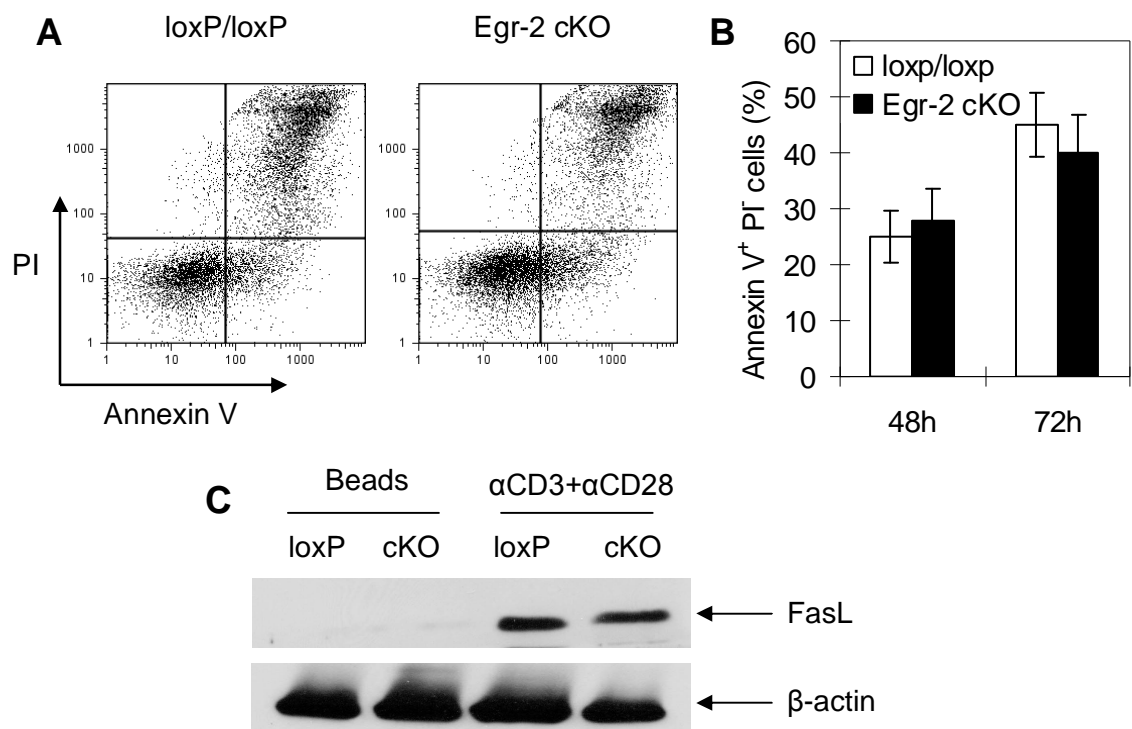 A
loxP/loxP
Egr-2 cKO
1000
100
10
1
1
10
100
1000
PI
Annexin V
1000
100
10
1
1
10
100
1000
B
60
50
40
30
20
10
0
Annexin V⁺ PI⁻ cells (%)
loxp/loxp
Egr-2 cKO
48h
72h
C
Beads
αCD3+αCD28
loxP
cKO
loxP
cKO
FasL
β-actin